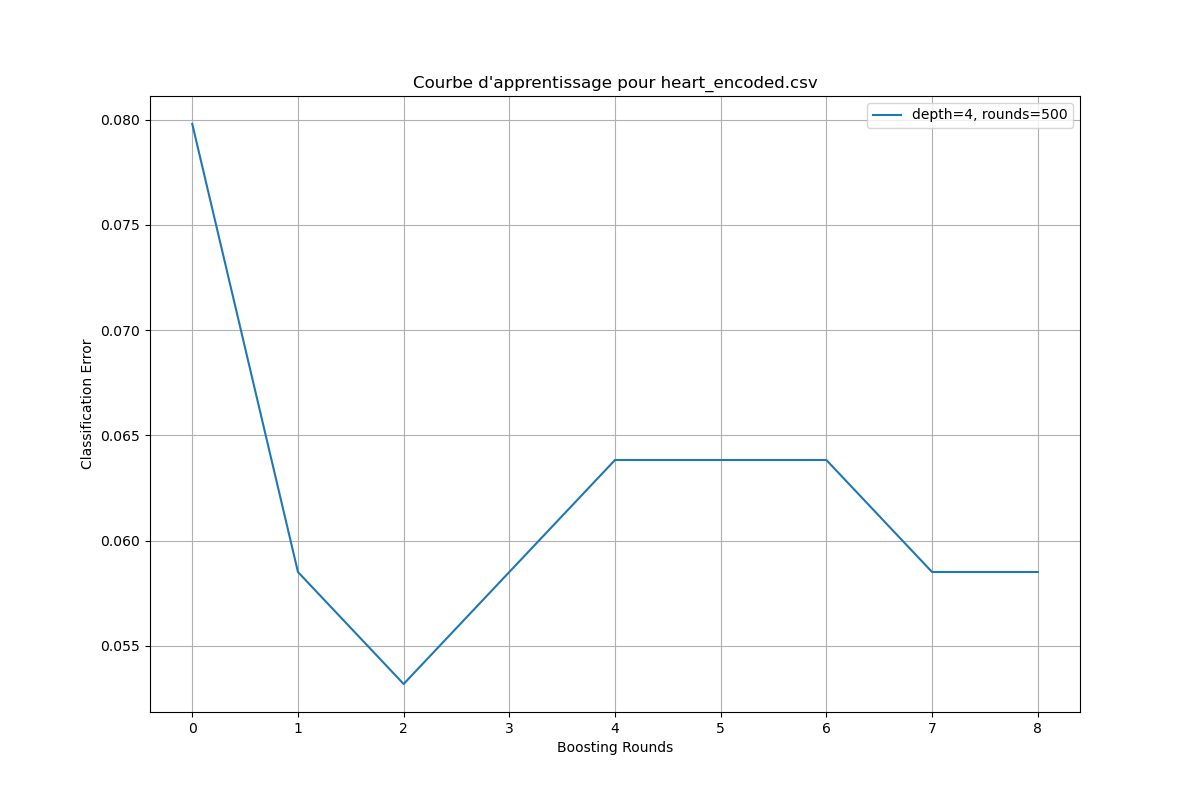 Courbe d'apprentissage pour heart_encoded.csv
depth=4, rounds=500
Classification Error
0.080
0.075
0.070
0.065
0.060
0.055
0 1 2 3 4 5 6 7 8
Boosting Rounds